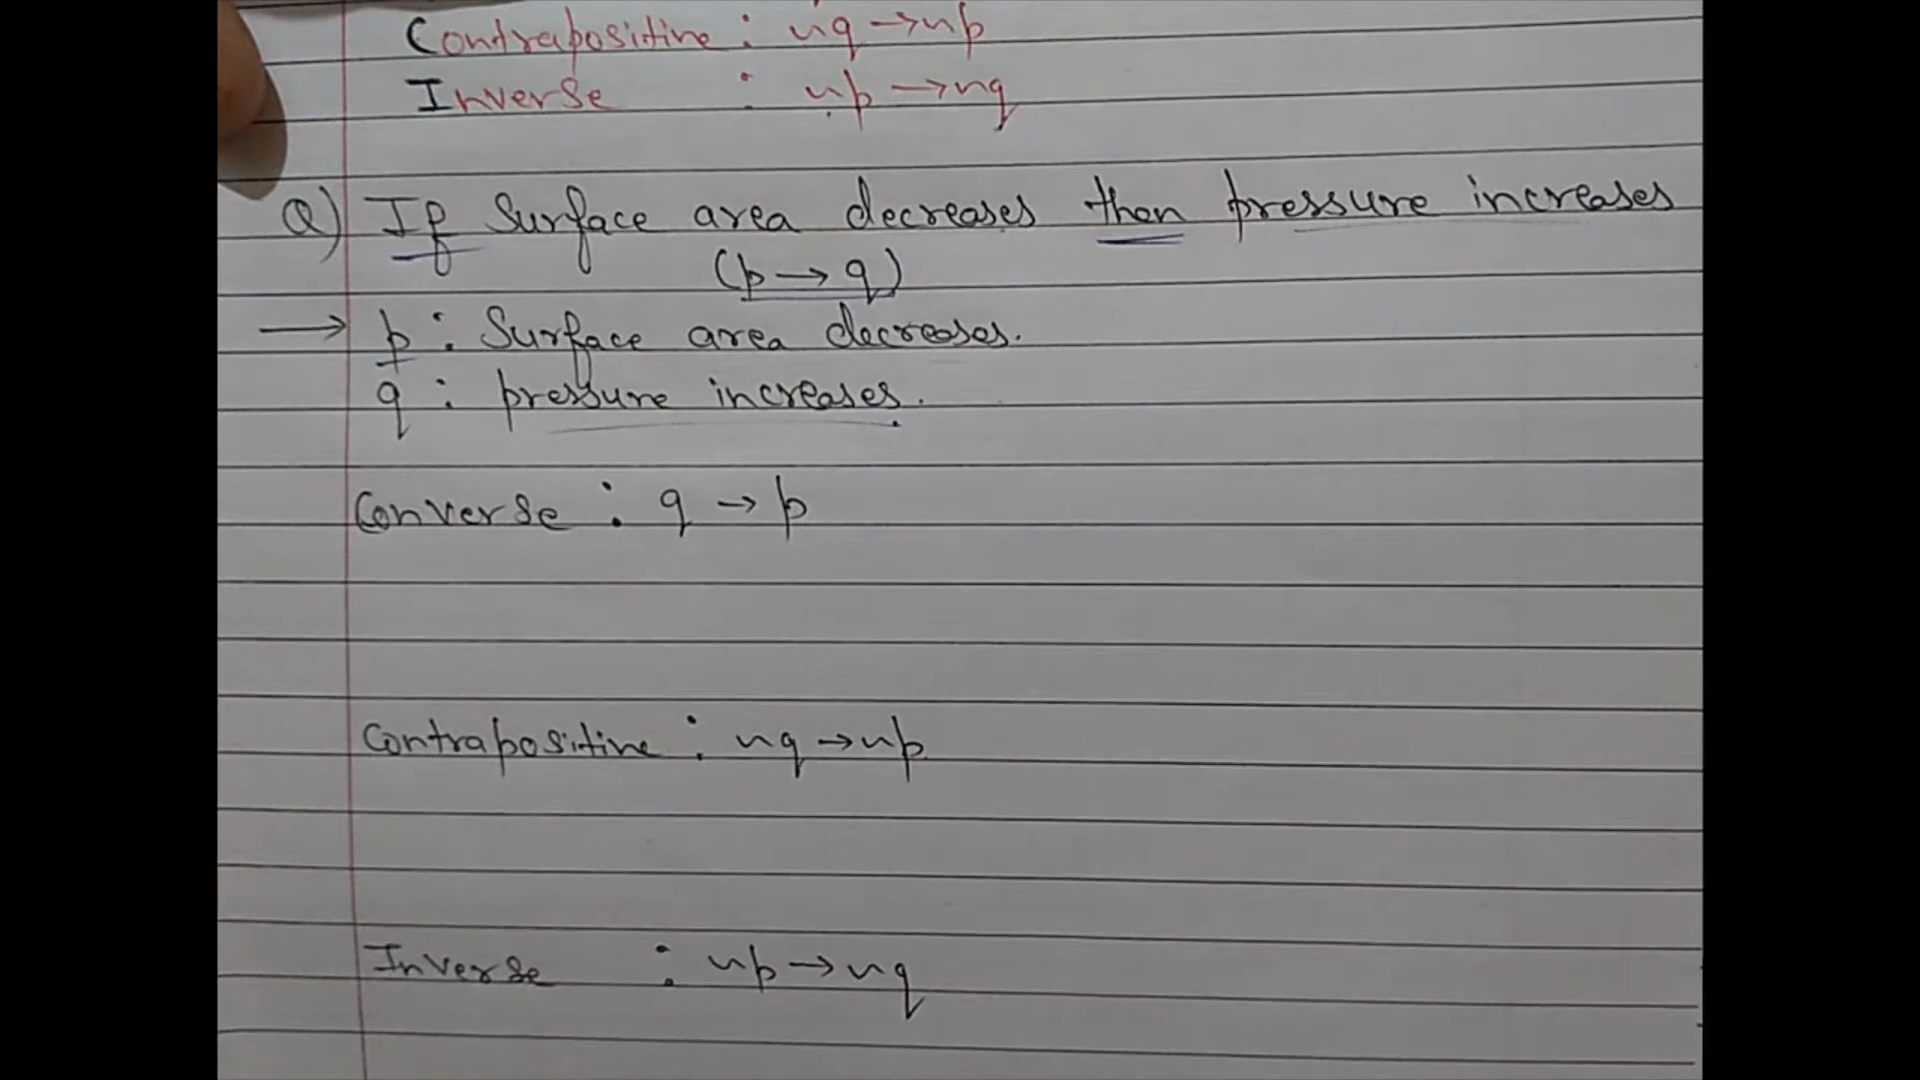 Contrapositive : ~q → ~p
Inverse : ~p → ~q
Q) If Surface area decreases then pressure increases
(p → q)
→ p : Surface area decreases.
q : pressure increases.
Converse : q → p
Contrapositive : ~q → ~p
Inverse : ~p → ~q